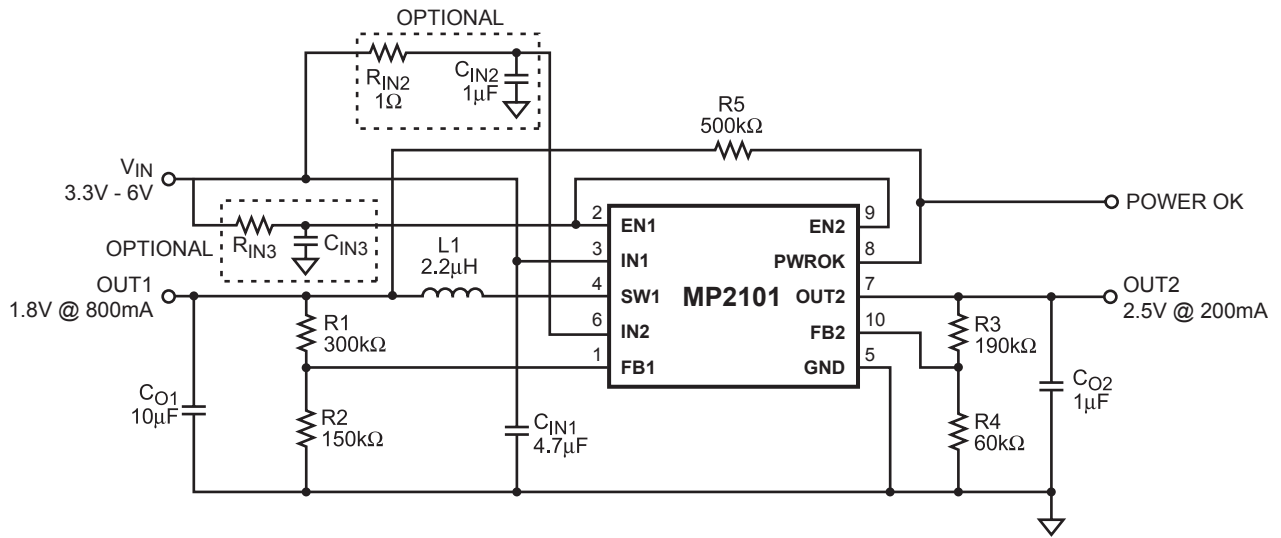 OPTIONAL
RIN2
1Ω
CIN2
1μF
R5
500kΩ
VIN
3.3V - 6V
OPTIONAL
RIN3
CIN3
POWER OK
OUT1
1.8V @ 800mA
L1
2.2μH
2
3
4
6
1
EN1
IN1
SW1
IN2
FB1
MP2101
EN2
PWROK
OUT2
FB2
GND
9
8
7
10
5
OUT2
2.5V @ 200mA
R1
300kΩ
R3
190kΩ
CO1
10μF
R2
150kΩ
CIN1
4.7μF
R4
60kΩ
CO2
1μF